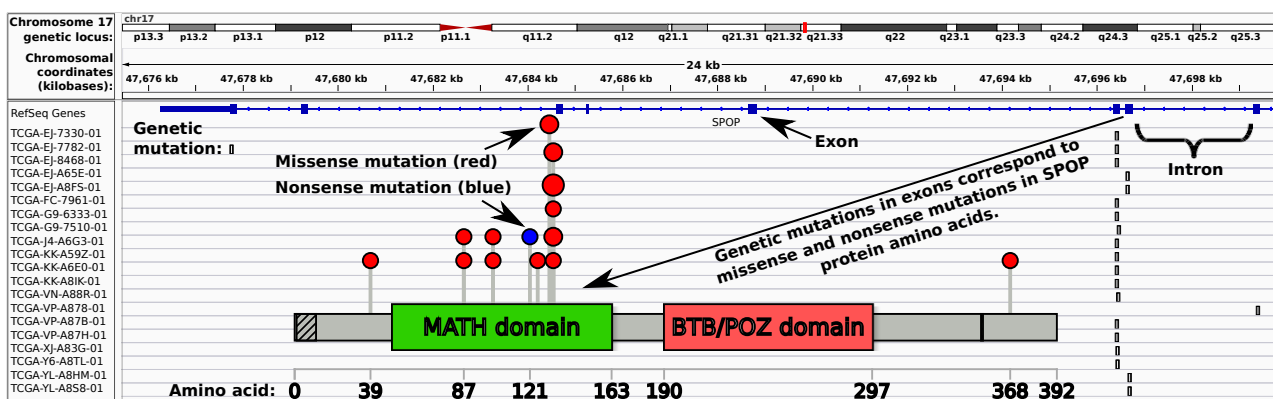 Chromosome 17
genetic locus:
chr17
p13.3 p13.2 p13.1 p12 p11.2 p11.1 q11.2 q12 q21.1 q21.31 q21.32 q21.33 q22 q23.1 q23.3 q24.2 q24.3 q25.1 q25.2 q25.3
Chromosomal
coordinates
(kilobases):
24 kb
47,676 kb 47,678 kb 47,680 kb 47,682 kb 47,684 kb 47,686 kb 47,688 kb 47,690 kb 47,692 kb 47,694 kb 47,696 kb 47,698 kb
RefSeq Genes
SPOP
TCGA-EJ-7330-01
TCGA-EJ-7782-01
TCGA-EJ-8468-01
TCGA-EJ-A65E-01
TCGA-EJ-A8FS-01
TCGA-FC-7961-01
TCGA-G9-6333-01
TCGA-G9-7510-01
TCGA-J4-A6G3-01
TCGA-KK-A59Z-01
TCGA-KK-A6E0-01
TCGA-KK-A8IK-01
TCGA-VN-A88R-01
TCGA-VP-A878-01
TCGA-VP-A87B-01
TCGA-VP-A87H-01
TCGA-XJ-A83G-01
TCGA-Y6-A8TL-01
TCGA-YL-A8HM-01
TCGA-YL-A8S8-01
Genetic
mutation:
Missense mutation (red)
Nonsense mutation (blue)
Exon
Intron
Genetic mutations in exons correspond to
missense and nonsense mutations in SPOP
protein amino acids.
MATH domain
BTB/POZ domain
Amino acid: 0 39 87 121 163 190 297 368 392